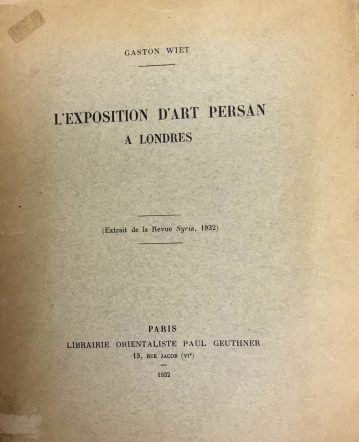 GASTON WIET
L'EXPOSITION D'ART PERSAN
A LONDRES
(Extrait de la Revue Syria, 1932)
PARIS
LIBRAIRIE ORIENTALISTE PAUL GEUTHNER
13, RUE JACOB (VIe)
1932